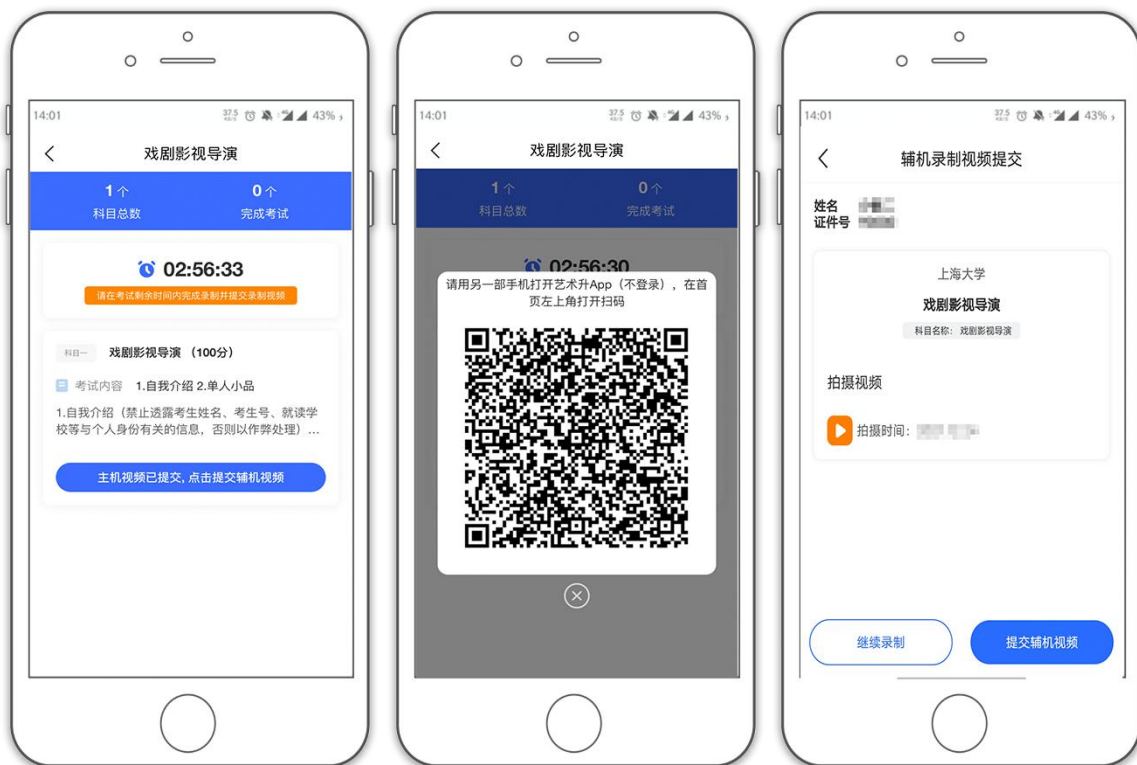 14:01
37.5
KB/S
43%
戏剧影视导演
1个
0个
科目总数
完成考试
02:56:33
请在考试剩余时间内完成录制并提交录制视频
科目一
戏剧影视导演 （100分）
考试内容 1.自我介绍 2.单人小品
1.自我介绍（禁止透露考生姓名、考生号、就读学
校等与个人身份有关的信息，否则以作弊处理）...
主机视频已提交, 点击提交辅机视频
14:01
37.5
KB/S
43%
戏剧影视导演
1个
0个
科目总数
完成考试
02:56:30
请用另一部手机打开艺术升App（不登录），在首
页左上角打开扫码
14:01
37.5
KB/S
43%
辅机录制视频提交
姓名
证件号
上海大学
戏剧影视导演
科目名称：戏剧影视导演
拍摄视频
拍摄时间：
继续录制
提交辅机视频